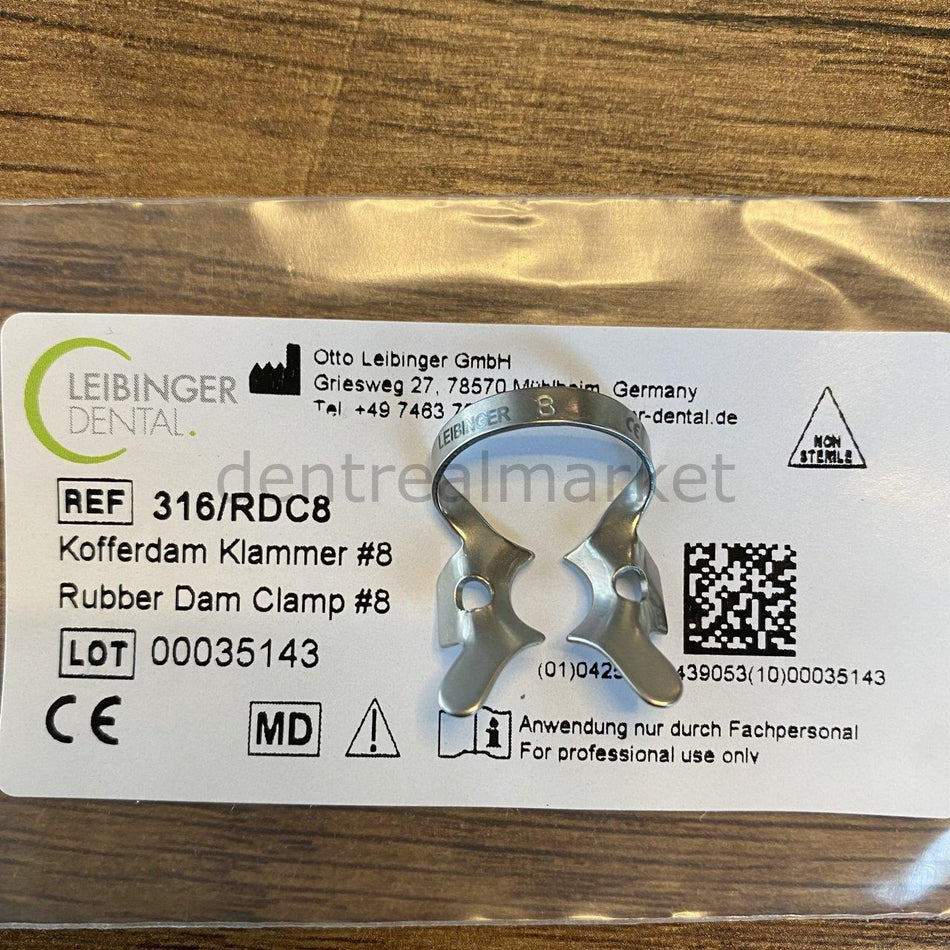 LEIBINGER
DENTAL.
Otto Leibinger GmbH
Griesweg 27, 78570 Germany
Tel. +49 7463
r-dental.de
LEIBINGER 8 CE
NON
STERILE
dentrealmarket
REF 316/RDC8
Kofferdam Klammer #8
Rubber Dam Clamp #8
LOT 00035143
(01)042
439053(10)00035143
CE
MD
i
Anwendung nur durch Fachpersonal
For professional use only